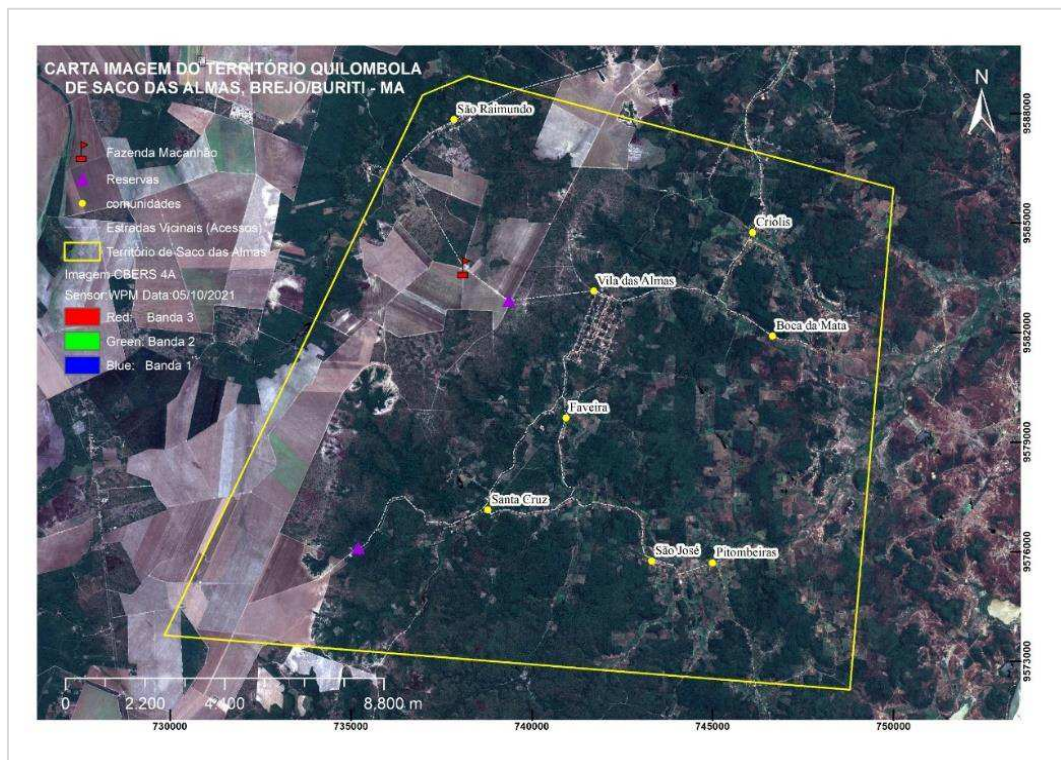 CARTA IMAGEM DO TERRITÓRIO QUILOMBOLA
DE SACO DAS ALMAS, BREJO/BURITI - MA
N
São Raimundo
9588000
Fazenda Macanhão
Reservas
comunidades
Estradas Vicinais (Acessos)
Território de Saco das Almas
Imagem CBERS 4A
Sensor:WPM Data:05/10/2021
Red: Banda 3
Green: Banda 2
Blue: Banda 1
Criolis
9585000
Vila das Almas
Boca da Mata
9582000
Faveira
9579000
Santa Cruz
São José
Pitombeiras
9576000
9573000
0 2.200 4.400 8.800 m
730000 735000 740000 745000 750000